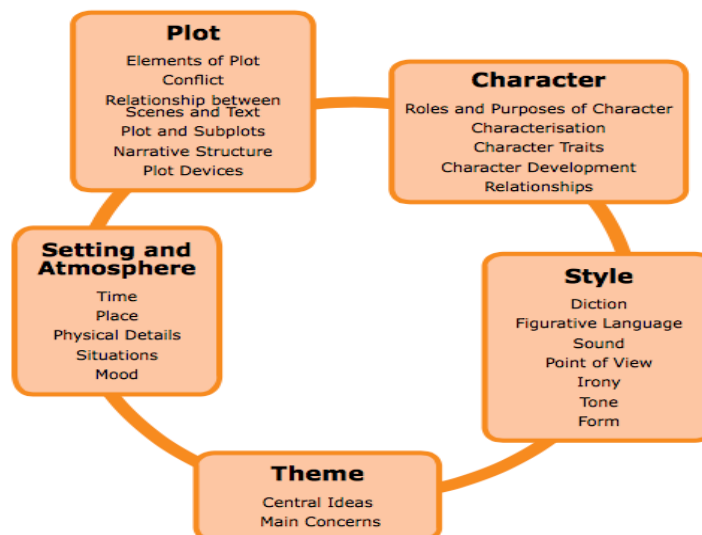 Plot
Elements of Plot
Conflict
Relationship between
Scenes and Text
Plot and Subplots
Narrative Structure
Plot Devices
Character
Roles and Purposes of Character
Characterisation
Character Traits
Character Development
Relationships
Setting and
Atmosphere
Time
Place
Physical Details
Situations
Mood
Style
Diction
Figurative Language
Sound
Point of View
Irony
Tone
Form
Theme
Central Ideas
Main Concerns